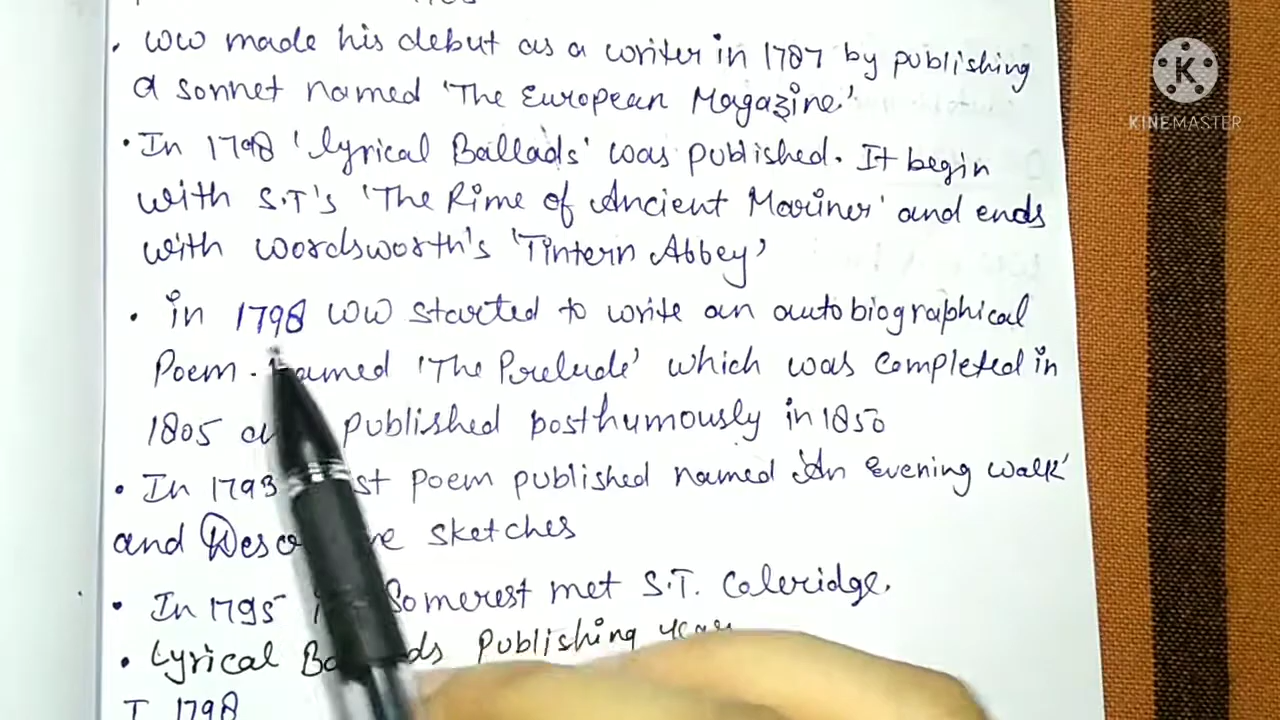 . WW made his debut as a writer in 1787 by publishing
a sonnet named 'The European Magazine.'
• In 1798 'Lyrical Ballads' was published. It begin
with S.T's 'The Rime of Ancient Mariner' and ends
with wordsworth's 'Tintern Abbey'
• in 1798 WW started to write an autobiographical
Poem. named 'The Prelude' which was completed in
1805 published posthumously in 1850
• In 1793 poem published named 'An Evening walk'
and sketches
• In 1795 Somerest met S.T. Coleridge.
• Lyrical Publishing year
I 1798
K
KINEMASTER